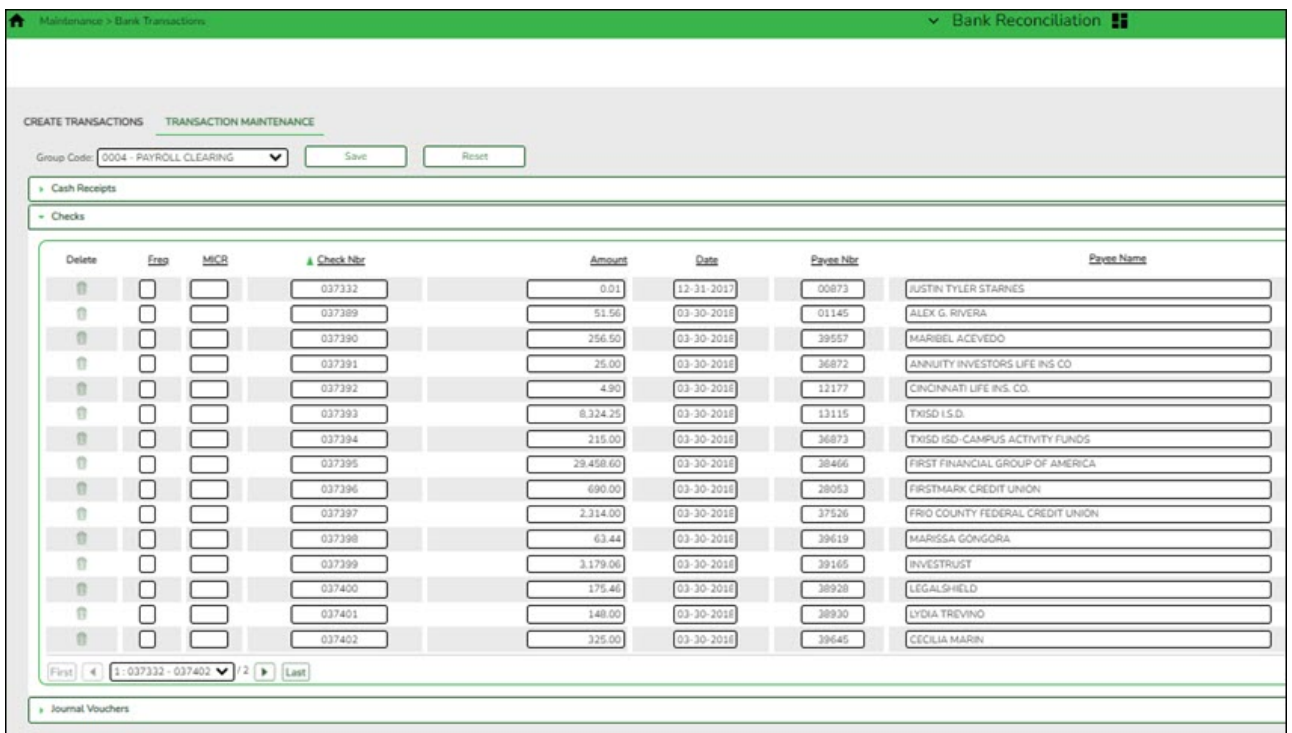 Maintenance > Bank Transactions
Bank Reconciliation
CREATE TRANSACTIONS TRANSACTION MAINTENANCE
Group Code: 0004 - PAYROLL CLEARING Save Reset
Cash Receipts
Checks
Delete Freq MICR Check Nbr Amount Date Payee Nbr Payee Name
037332 0.01 12-31-2017 00873 JUSTIN TYLER STARNES
037389 51.56 03-30-2018 01145 ALEX G. RIVERA
037390 256.50 03-30-2018 39557 MARIBEL ACEVEDO
037391 25.00 03-30-2018 36872 ANNUITY INVESTORS LIFE INS CO
037392 4.90 03-30-2018 12177 CINCINNATI LIFE INS. CO.
037393 8,324.25 03-30-2018 13115 TXISD I.S.D.
037394 215.00 03-30-2018 36873 TXISD ISD-CAMPUS ACTIVITY FUNDS
037395 29,458.60 03-30-2018 38466 FIRST FINANCIAL GROUP OF AMERICA
037396 690.00 03-30-2018 28053 FIRSTMARK CREDIT UNION
037397 2,314.00 03-30-2018 37526 FRIO COUNTY FEDERAL CREDIT UNION
037398 63.44 03-30-2018 39619 MARISSA GONGORA
037399 3,179.06 03-30-2018 39165 INVESTRUST
037400 175.46 03-30-2018 38928 LEGALSHIELD
037401 148.00 03-30-2018 38930 LYDIA TREVINO
037402 325.00 03-30-2018 39645 CECILIA MARIN
First 1 : 037332 - 037402 / 2 Last
Journal Vouchers